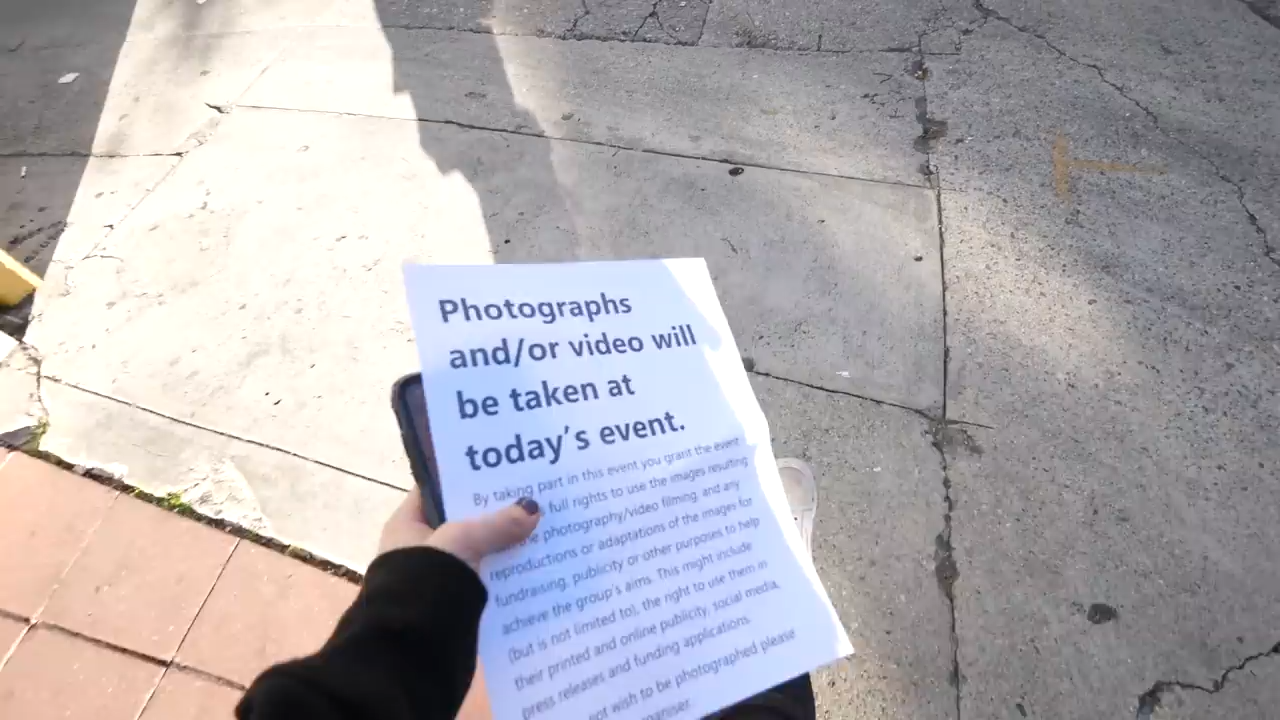 Photographs
and/or video will
be taken at
today's event.
By taking part in this event you grant the event
full rights to use the images resulting
photography/video filming, and any
reproductions or adaptations of the images for
fundraising, publicity or other purposes to help
achieve the group's aims. This might include
(but is not limited to), the right to use them in
their printed and online publicity, social media,
press releases and funding applications.
wish to be photographed please